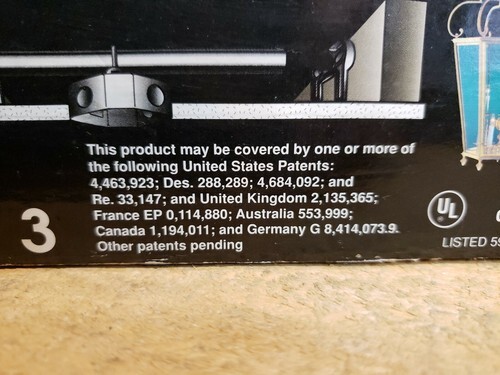 This product may be covered by one or more of
the following United States Patents:
4,463,923; Des. 288,289; 4,684,092; and
Re. 33,147; and United Kingdom 2,135,365;
France EP 0,114,880; Australia 553,999;
Canada 1,194,011; and Germany G 8,414,073.9.
Other patents pending
3
UL
LISTED